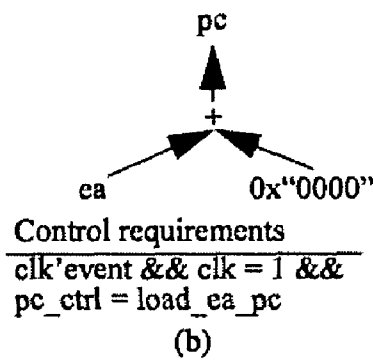 pc
+
ea 0x“0000”
Control requirements
clk’event && clk = 1 &&
pc_ctrl = load_ea_pc
(b)